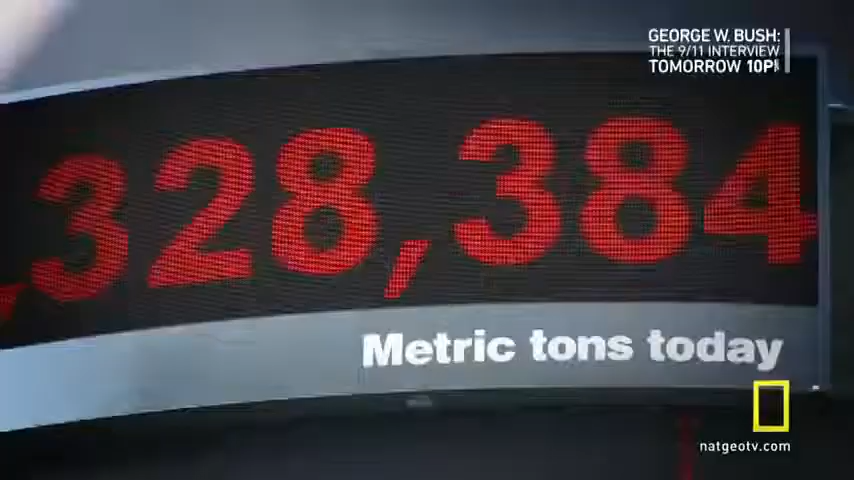 GEORGE W. BUSH:
THE 9/11 INTERVIEW
TOMORROW 10P
,328,384
Metric tons today
natgeotv.com